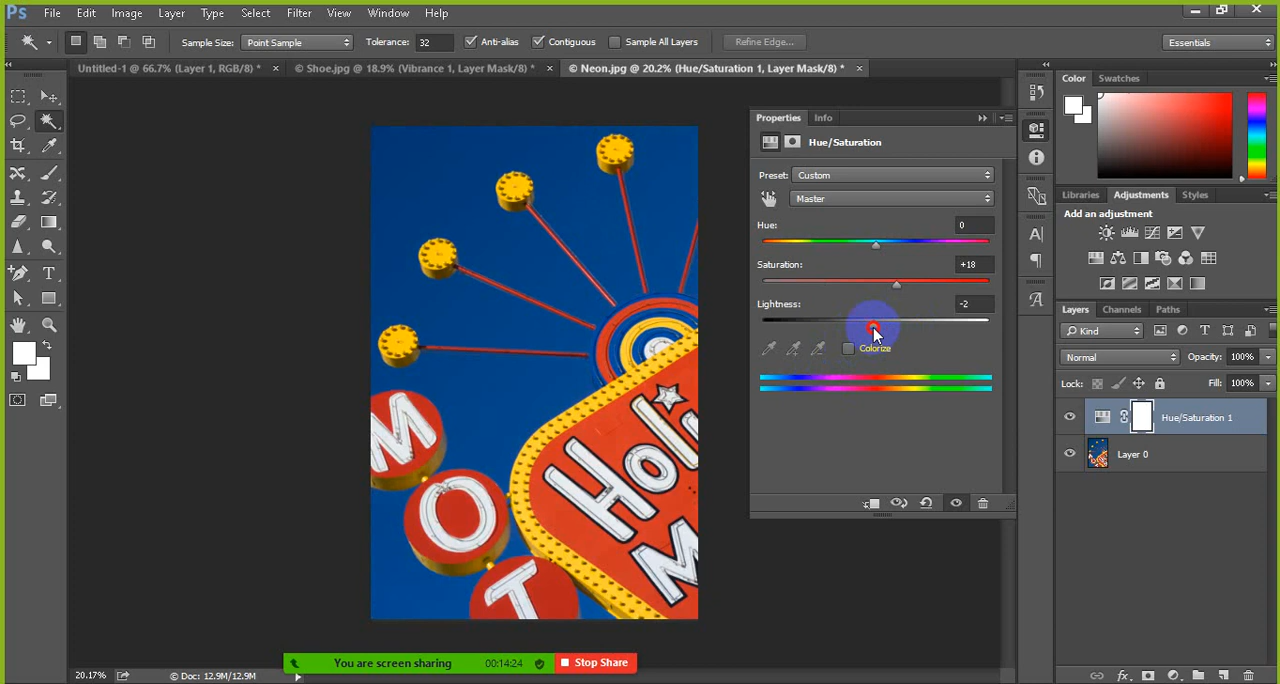 Ps File Edit Image Layer Type Select Filter View Window Help
Sample Size: Point Sample Tolerance: 32 Anti-alias Contiguous Sample All Layers Refine Edge... Essentials
Untitled-1 @ 66.7% (Layer 1, RGB/8) * × © Shoe.jpg @ 18.9% (Vibrance 1, Layer Mask/8) * × © Neon.jpg @ 20.2% (Hue/Saturation 1, Layer Mask/8) * ×
Properties Info
Hue/Saturation
Preset: Custom
Master
Hue: 0
Saturation: +18
Lightness: -2
Colorize
Color Swatches
Libraries Adjustments Styles
Add an adjustment
Layers Channels Paths
Kind
Normal Opacity: 100%
Lock: Fill: 100%
Hue/Saturation 1
Layer 0
Holi
M
M
O
T
You are screen sharing 00:14:24 Stop Share
20.17% © Doc: 12.9M/12.9M